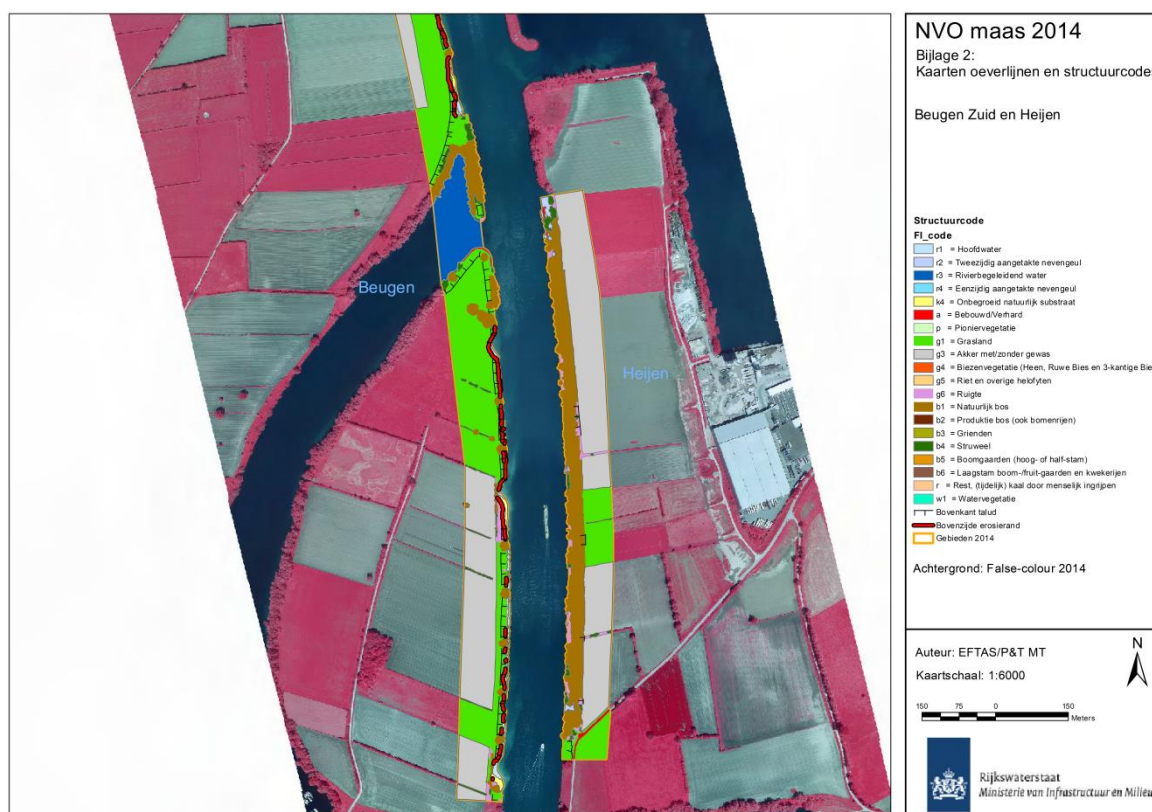 NVO maas 2014
Bijlage 2:
Kaarten oeverlijnen en structuurcodes
Beugen Zuid en Heijen
Beugen
Heijen
Structuurcode
Fl_code
r1 = Hoofdwater
r2 = Tweezijdig aangetakte nevengeul
r3 = Rivierbegeleidend water
r4 = Eenzijdig aangetakte nevengeul
k4 = Onbegroeid natuurlijk substraat
a = Bebouwd/Verhard
p = Pioniervegetatie
g1 = Grasland
g3 = Akker met/zonder gewas
g4 = Biezenvegetatie (Heen, Ruwe Bies en 3-kantige Bie
g5 = Riet en overige helofyten
g6 = Ruigte
b1 = Natuurlijk bos
b2 = Produktie bos (ook bomenrijen)
b3 = Grienden
b4 = Struweel
b5 = Boomgaarden (hoog- of half-stam)
b6 = Laagstam boom-/fruit-gaarden en kwekerijen
r = Rest, (tijdelijk) kaal door menselijk ingrijpen
w1 = Watervegetatie
Bovenkant talud
Bovenzijde erosierand
Gebieden 2014
Achtergrond: False-colour 2014
Auteur: EFTAS/P&T MT
Kaartschaal: 1:6000
N
150 75 0 150
Meters
Rijkswaterstaat
Ministerie van Infrastructuur en Milieu